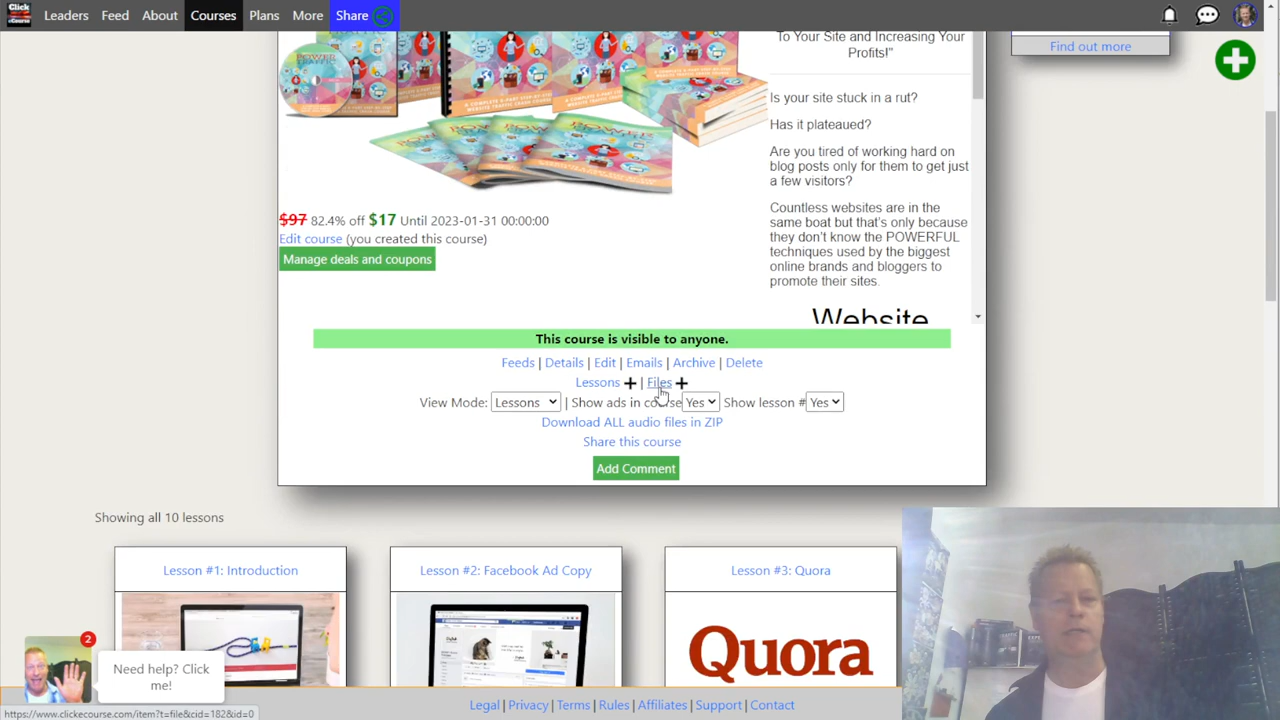 Click
eCourse
Leaders
Feed
About
Courses
Plans
More
Share
To Your Site and Increasing Your
Profits!"
Find out more
Is your site stuck in a rut?
Has it plateaued?
Are you tired of working hard on
blog posts only for them to get just
a few visitors?
Countless websites are in the
same boat but that's only because
they don't know the POWERFUL
techniques used by the biggest
online brands and bloggers to
promote their sites.
Website
$97 82.4% off $17 Until 2023-01-31 00:00:00
Edit course (you created this course)
Manage deals and coupons
This course is visible to anyone.
Feeds | Details | Edit | Emails | Archive | Delete
Lessons + | Files +
View Mode: Lessons | Show ads in course Yes Show lesson # Yes
Download ALL audio files in ZIP
Share this course
Add Comment
Showing all 10 lessons
Lesson #1: Introduction
Lesson #2: Facebook Ad Copy
Lesson #3: Quora
Quora
2
Need help? Click
me!
Legal | Privacy | Terms | Rules | Affiliates | Support | Contact
https://www.clickecourse.com/item?t=file&cid=182&id=0